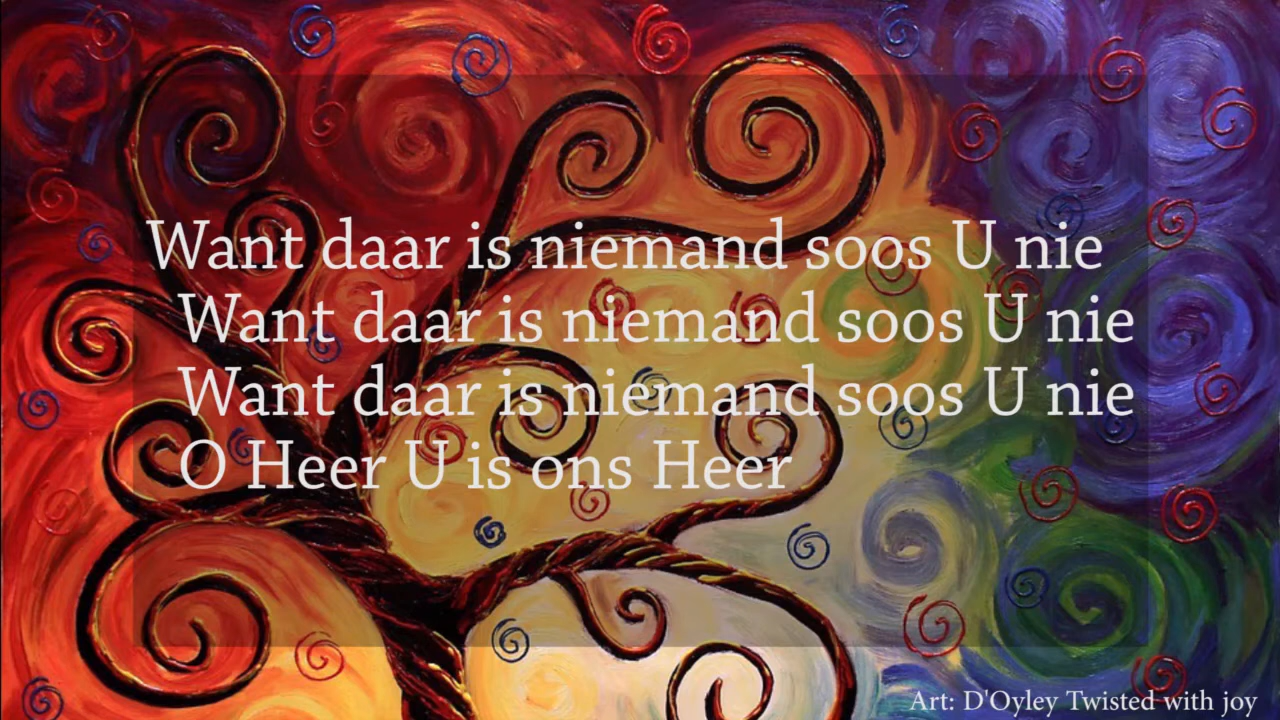 Want daar is niemand soos U nie
Want daar is niemand soos U nie
Want daar is niemand soos U nie
O Heer U is ons Heer
Art: D'Oyley Twisted with joy